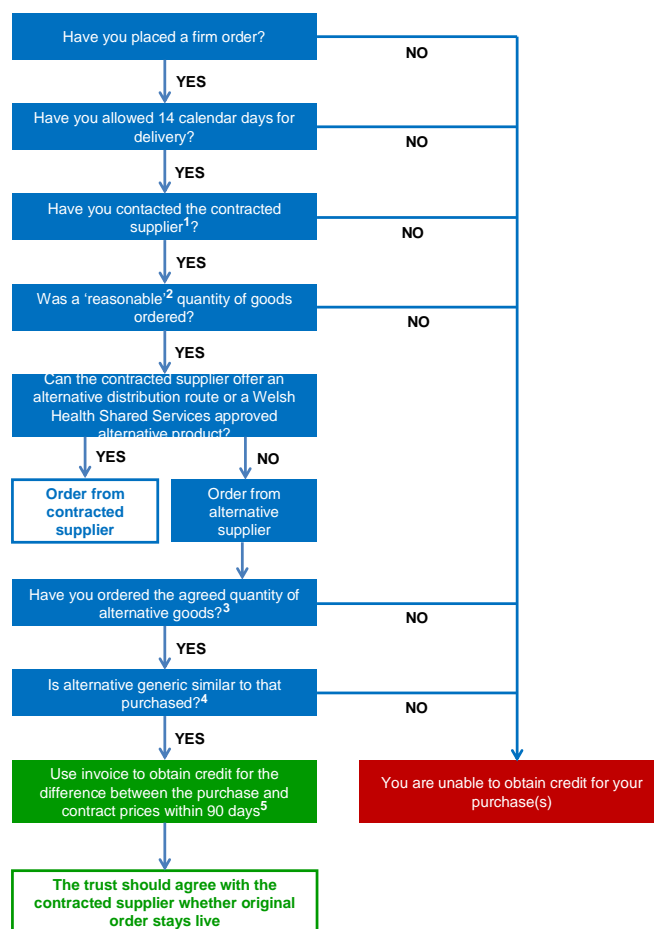 Have you placed a firm order?
NO
YES
Have you allowed 14 calendar days for
delivery?
NO
YES
Have you contacted the contracted
supplier1?
NO
YES
Was a ‘reasonable’2 quantity of goods
ordered?
NO
YES
Can the contracted supplier offer an
alternative distribution route or a Welsh
Health Shared Services approved
alternative product?
YES
NO
Order from
contracted
supplier
Order from
alternative
supplier
Have you ordered the agreed quantity of
alternative goods?3
NO
YES
Is alternative generic similar to that
purchased?4
NO
YES
Use invoice to obtain credit for the
difference between the purchase and
contract prices within 90 days5
You are unable to obtain credit for your
purchase(s)
The trust should agree with the
contracted supplier whether original
order stays live